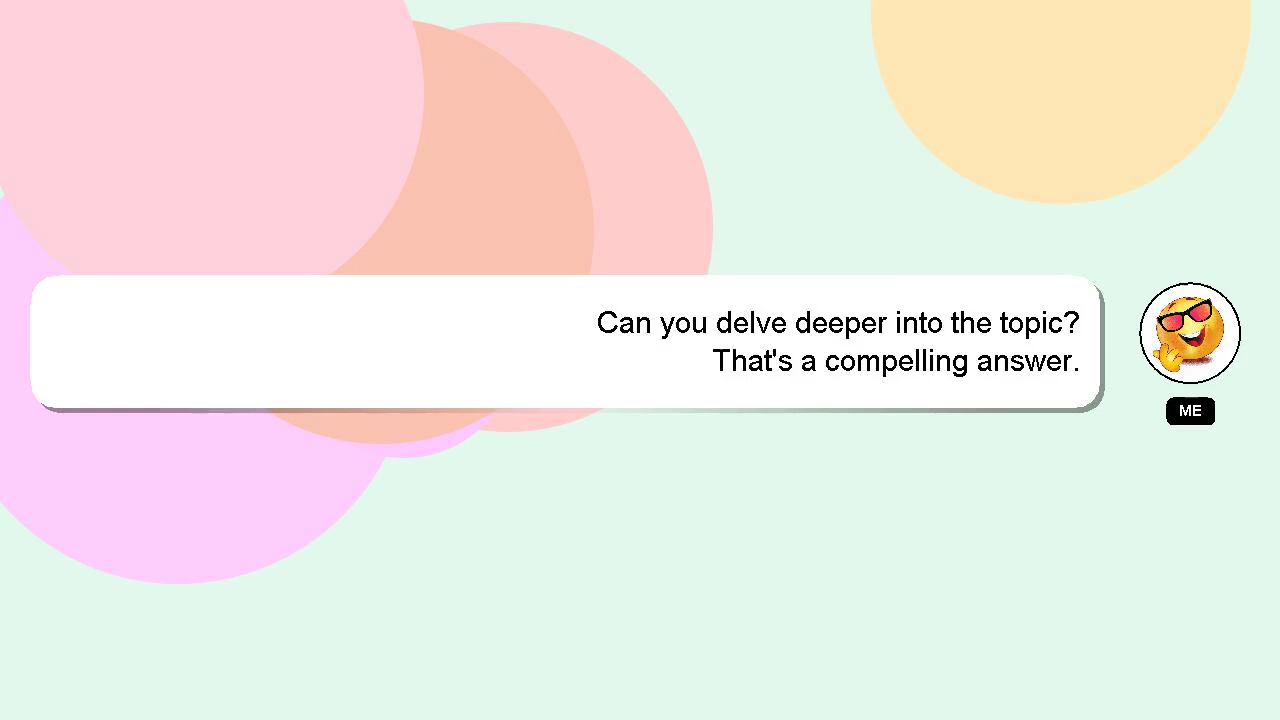 Can you delve deeper into the topic?
That's a compelling answer.
ME